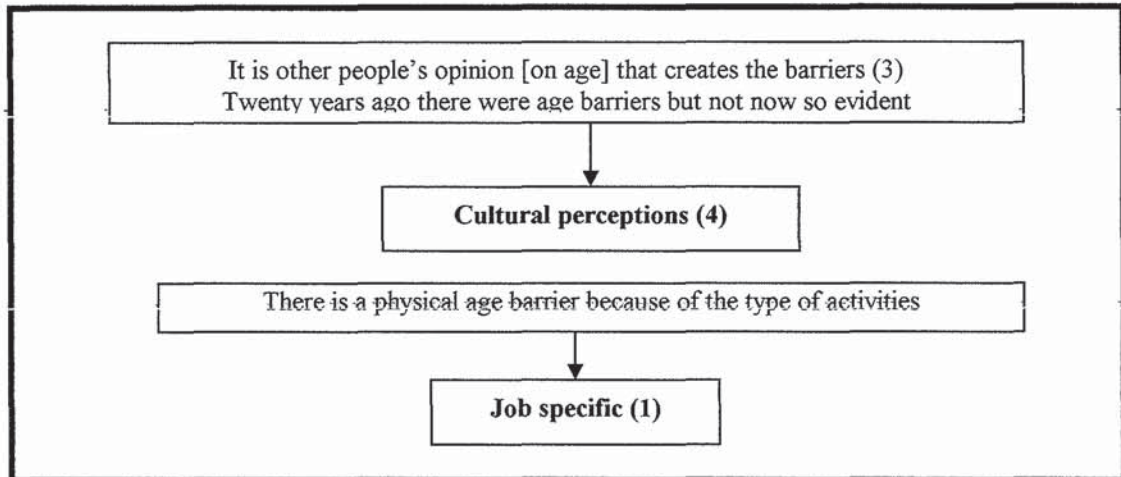 It is other people's opinion [on age] that creates the barriers (3)
Twenty years ago there were age barriers but not now so evident
Cultural perceptions (4)
There is a physical age barrier because of the type of activities
Job specific (1)